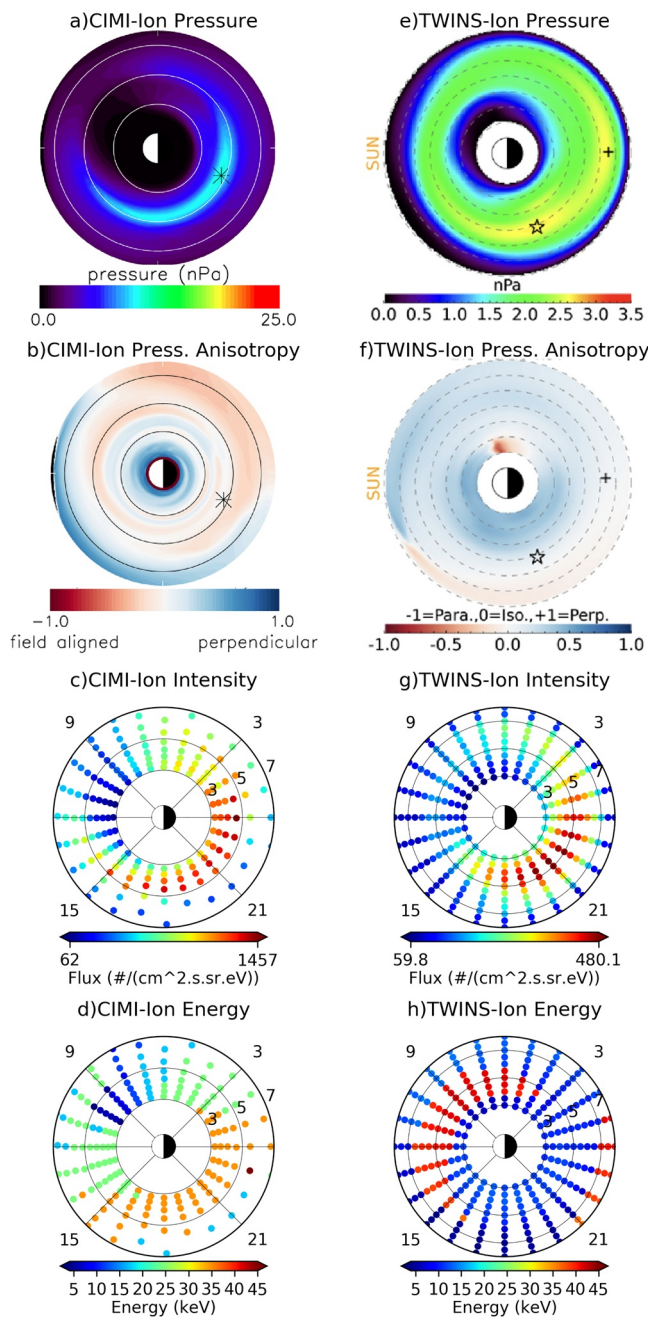 a)CIMI-Ion Pressure
pressure (nPa)
0.0 25.0
b)CIMI-Ion Press. Anisotropy
−1.0 1.0
field aligned perpendicular
c)CIMI-Ion Intensity
9 3
3 5 7
15 21
62 1457
Flux (#/(cm^2.s.sr.eV))
d)CIMI-Ion Energy
9 3
3 5 7
15 21
5 10 15 20 25 30 35 40 45
Energy (keV)
e)TWINS-Ion Pressure
SUN
nPa
0.0 0.5 1.0 1.5 2.0 2.5 3.0 3.5
f)TWINS-Ion Press. Anisotropy
SUN
-1=Para.,0=Iso.,+1=Perp.
-1.0 -0.5 0.0 0.5 1.0
g)TWINS-Ion Intensity
9 3
3 5 7
15 21
59.8 480.1
Flux (#/(cm^2.s.sr.eV))
h)TWINS-Ion Energy
9 3
3 5 7
15 21
5 10 15 20 25 30 35 40 45
Energy (keV)